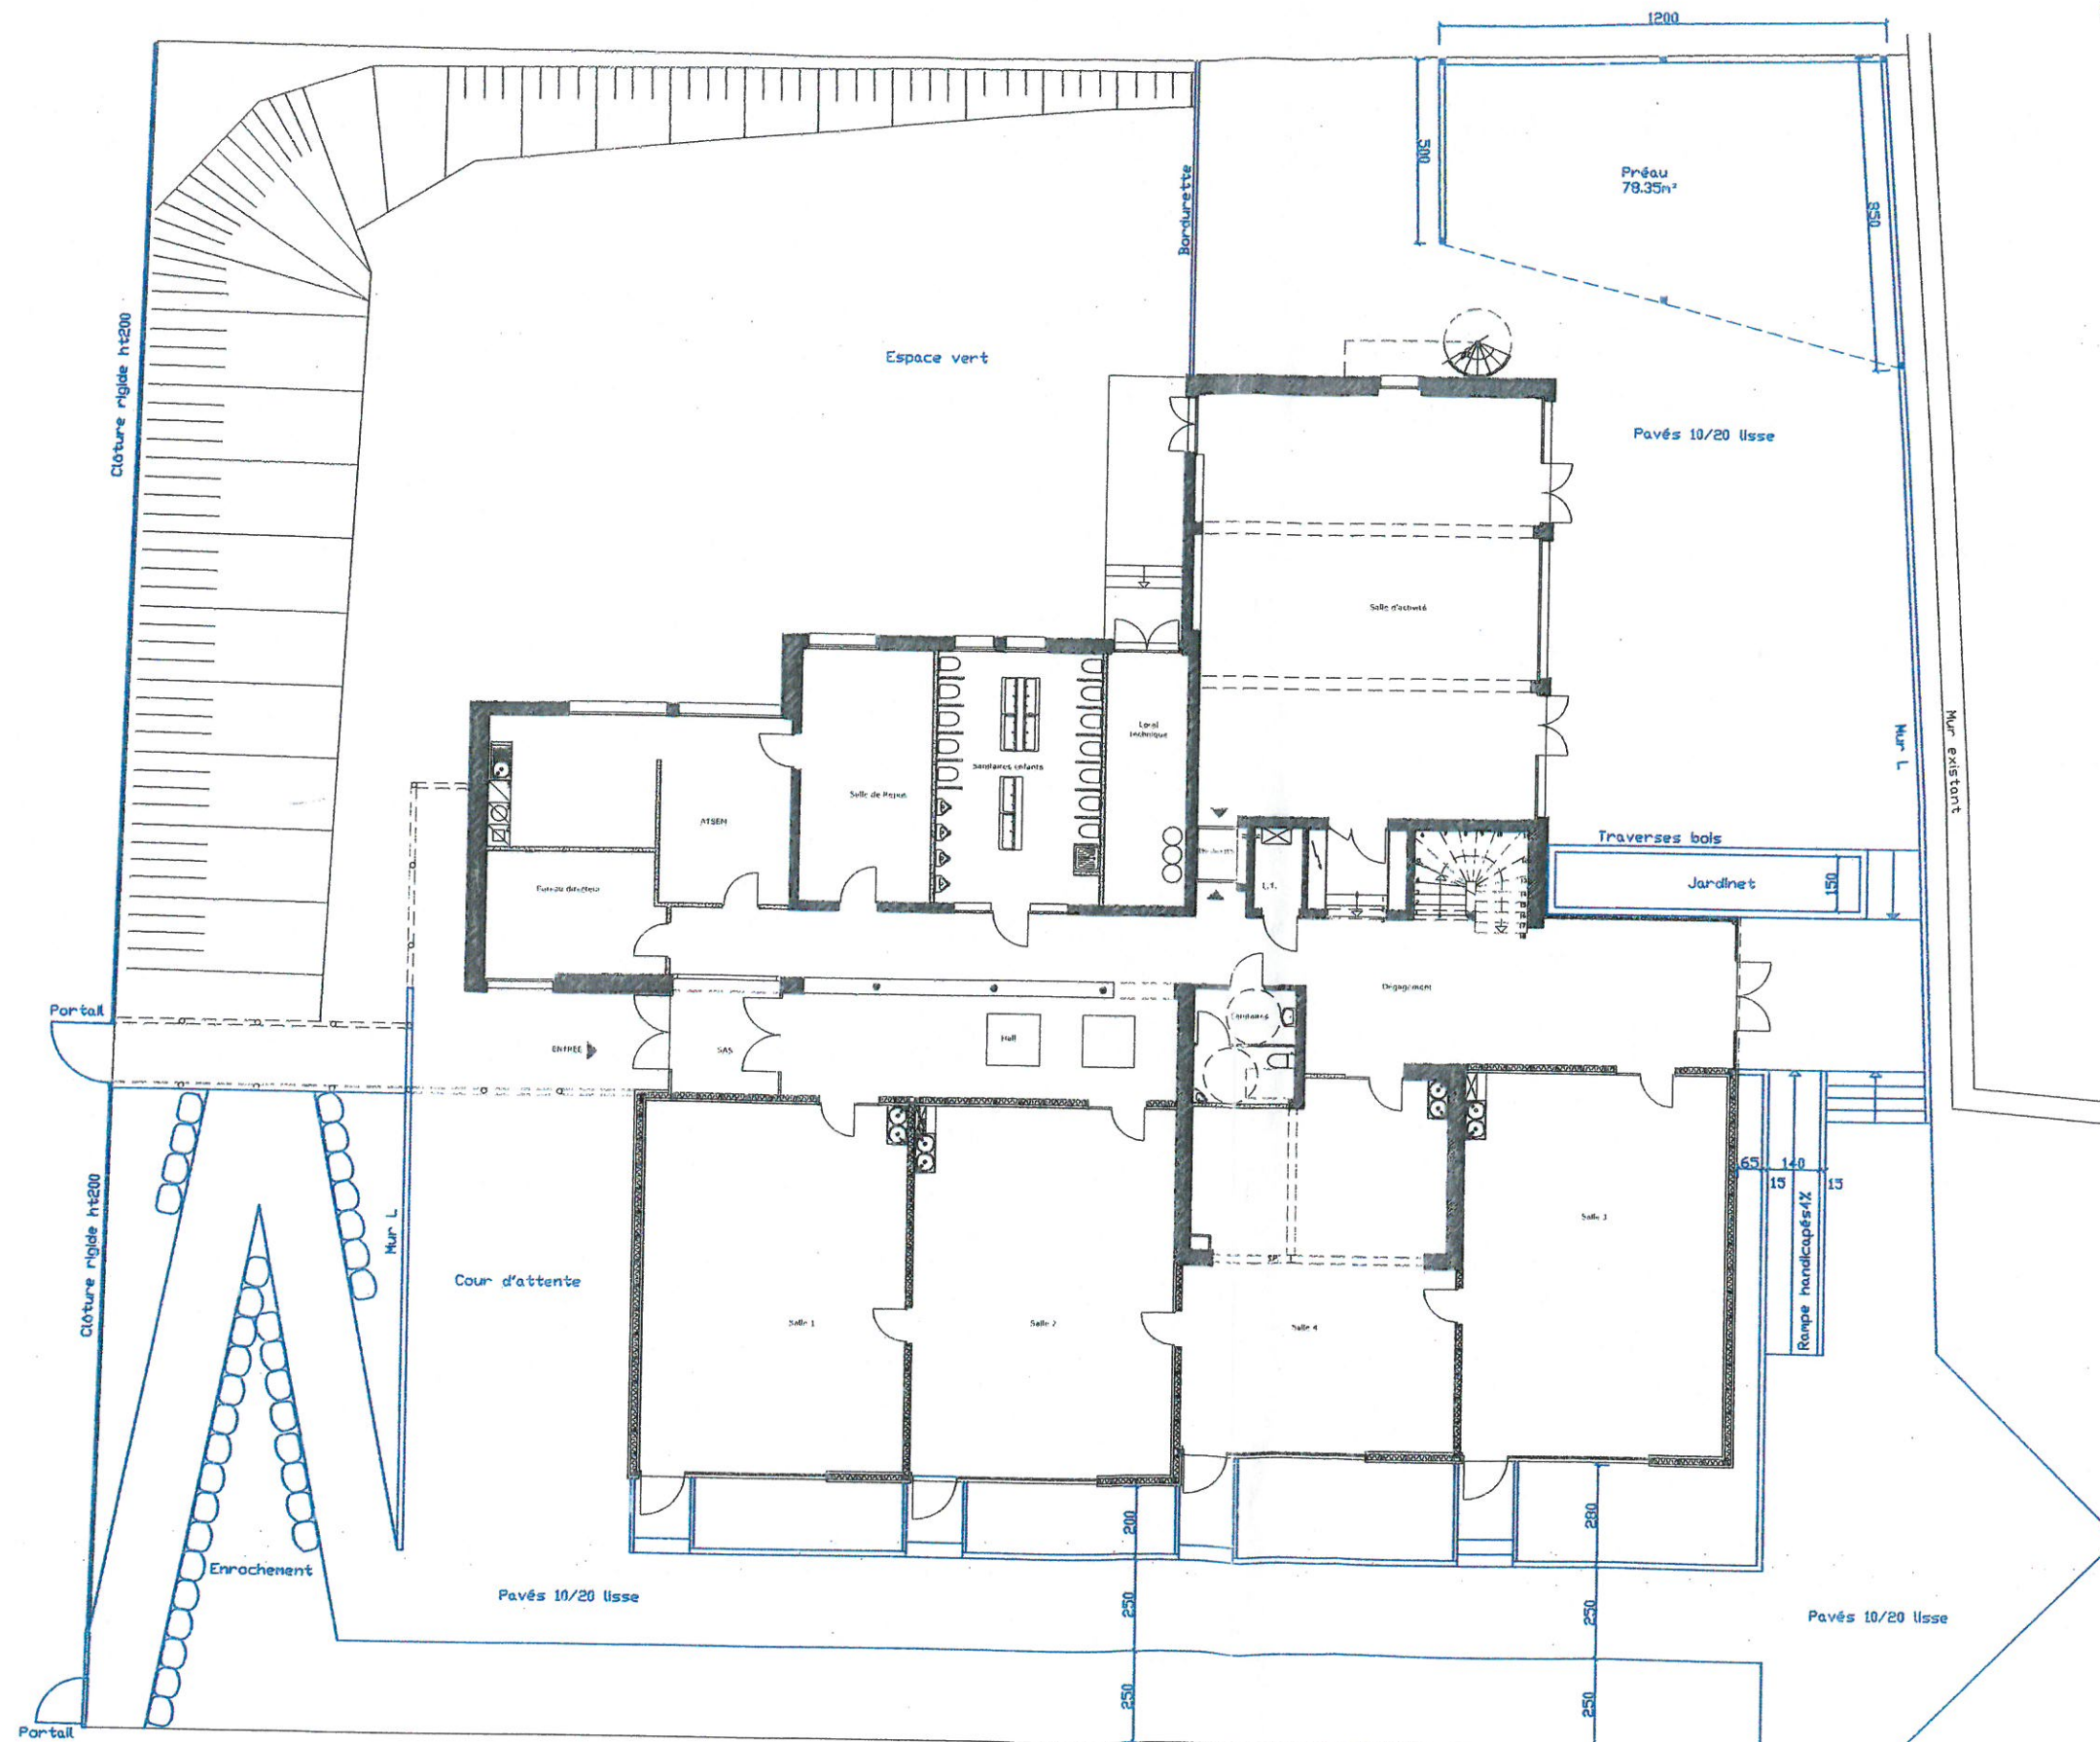 1200
500
Préau
78.35m²
850
Bordurette
Clôture rigide ht200
Espace vert
Pavés 10/20 lisse
Salle d'activité
Local
technique
Mur L
Mur existant
Sanitaires enfants
Salle de Repos
ATSEM
Traverses bois
Bureau directeur
Jardinet
150
Dégagement
Portail
ENTREE
SAS
Hall
65
140
15
15
Rampe handicapés4%
Clôture rigide ht200
Mur L
Cour d'attente
Salle 3
Salle 1
Salle 2
Salle 4
200
280
Enrochement
Pavés 10/20 lisse
250
250
Pavés 10/20 lisse
250
250
Portail